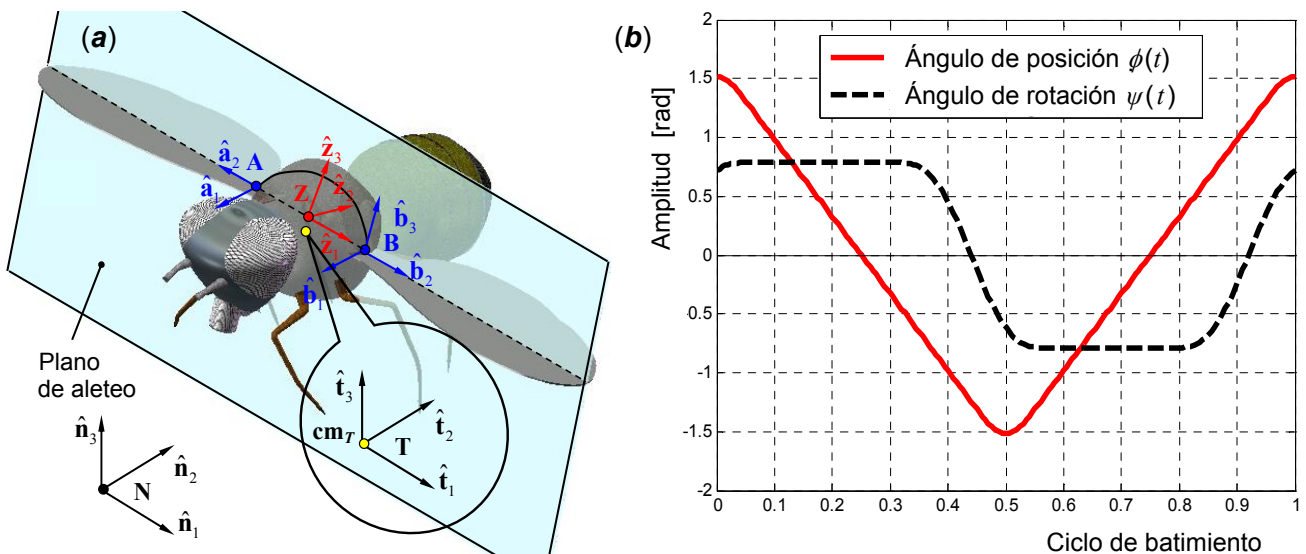 (a)
â₂ A
â₁
ẑ₃
Z ẑ₂
ẑ₁
b̂₃
B
b̂₂
b̂₁
Plano
de aleteo
n̂₃
n̂₂
N
n̂₁
t̂₃
cm_T T t̂₂
t̂₁
(b)
Ángulo de posición ϕ(t)
Ángulo de rotación ψ(t)
Amplitud [rad]
2
1.5
1
0.5
0
-0.5
-1
-1.5
-2
0 0.1 0.2 0.3 0.4 0.5 0.6 0.7 0.8 0.9 1
Ciclo de batimiento